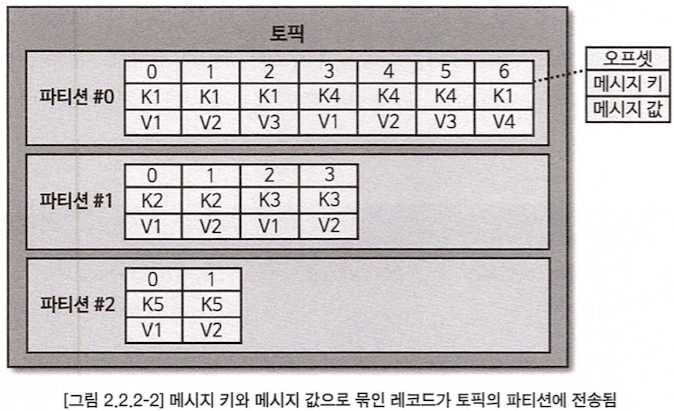 토픽
오프셋
메시지 키
메시지 값
파티션 #0
0 1 2 3 4 5 6
K1 K1 K1 K4 K4 K4 K1
V1 V2 V3 V1 V2 V3 V4
파티션 #1
0 1 2 3
K2 K2 K3 K3
V1 V2 V1 V2
파티션 #2
0 1
K5 K5
V1 V2
[그림 2.2.2-2] 메시지 키와 메시지 값으로 묶인 레코드가 토픽의 파티션에 전송됨